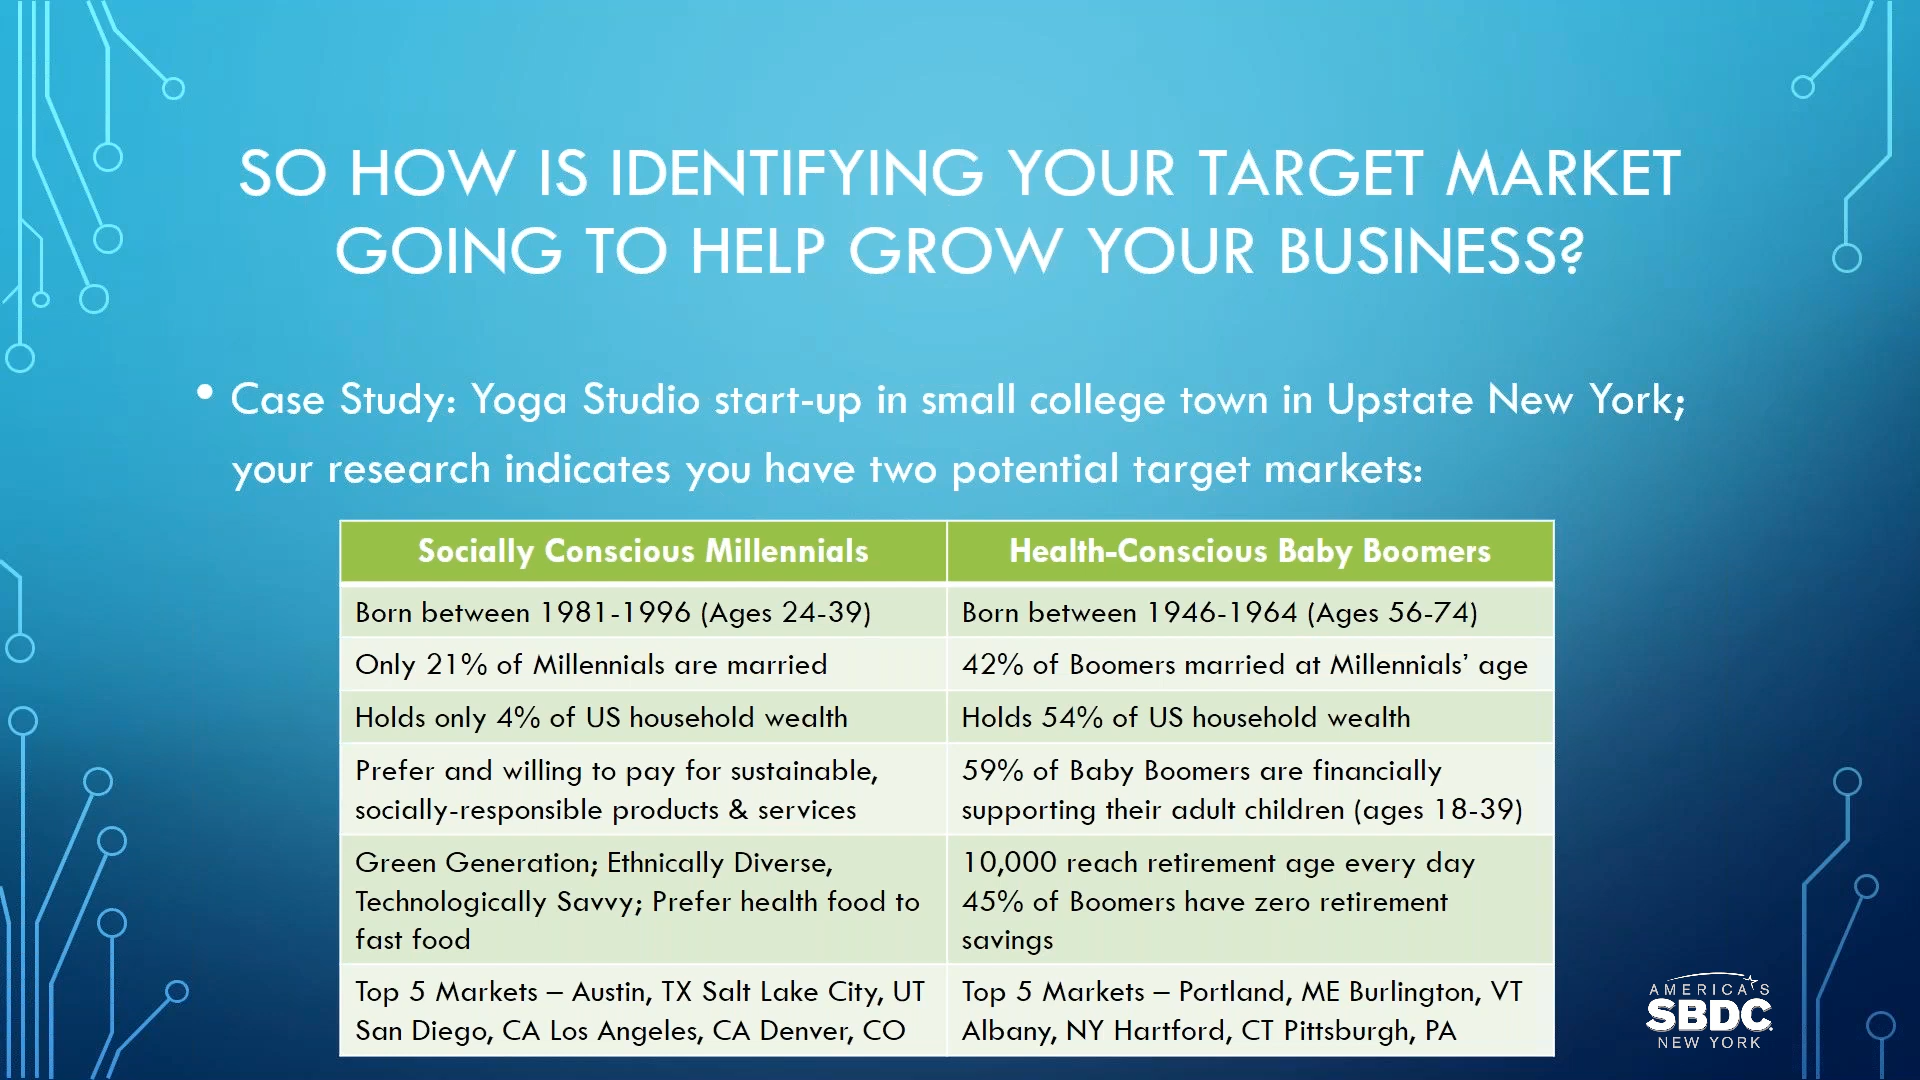 SO HOW IS IDENTIFYING YOUR TARGET MARKET
GOING TO HELP GROW YOUR BUSINESS?
• Case Study: Yoga Studio start-up in small college town in Upstate New York;
your research indicates you have two potential target markets:
Socially Conscious Millennials
Health-Conscious Baby Boomers
Born between 1981-1996 (Ages 24-39)
Born between 1946-1964 (Ages 56-74)
Only 21% of Millennials are married
42% of Boomers married at Millennials’ age
Holds only 4% of US household wealth
Holds 54% of US household wealth
Prefer and willing to pay for sustainable,
socially-responsible products & services
59% of Baby Boomers are financially
supporting their adult children (ages 18-39)
Green Generation; Ethnically Diverse,
Technologically Savvy; Prefer health food to
fast food
10,000 reach retirement age every day
45% of Boomers have zero retirement
savings
Top 5 Markets – Austin, TX Salt Lake City, UT
San Diego, CA Los Angeles, CA Denver, CO
Top 5 Markets – Portland, ME Burlington, VT
Albany, NY Hartford, CT Pittsburgh, PA
AMERICA'S
SBDC
NEW YORK